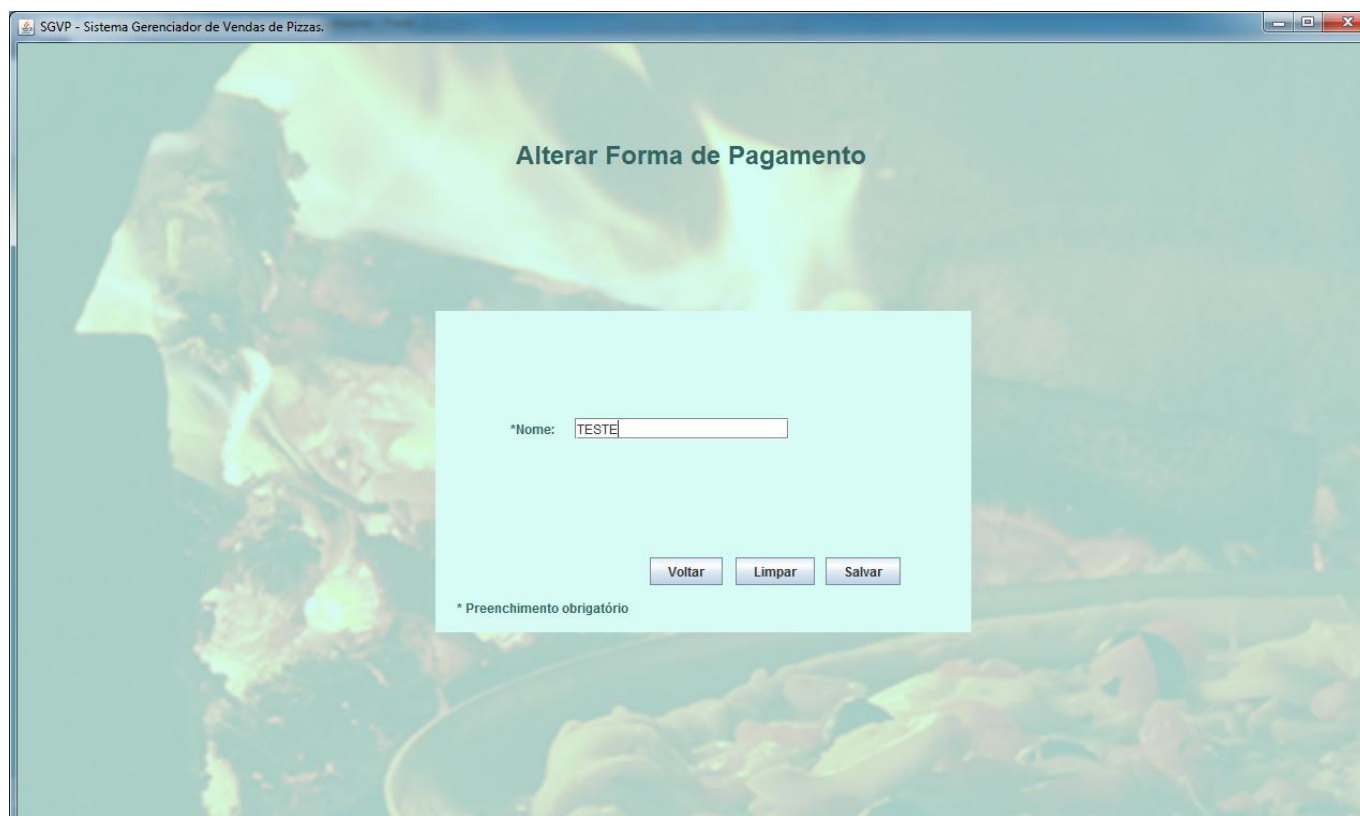 SGVP - Sistema Gerenciador de Vendas de Pizzas.
Alterar Forma de Pagamento
*Nome: TESTE
Voltar Limpar Salvar
* Preenchimento obrigatório